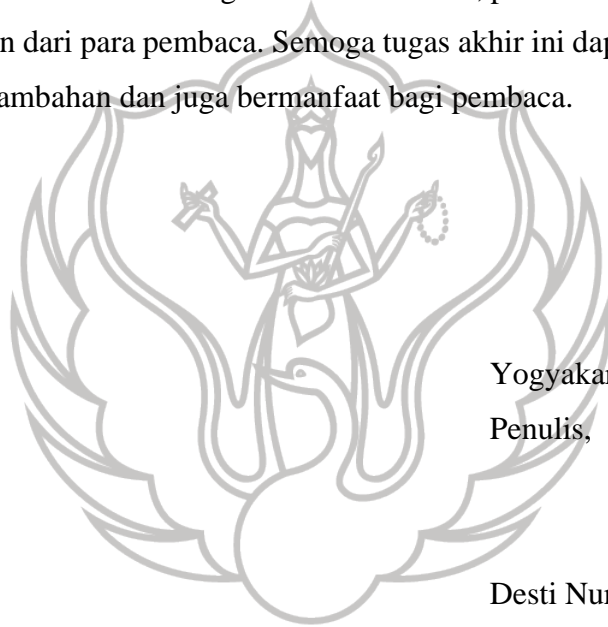 n dari para pembaca. Semoga tugas akhir ini dap
ambahan dan juga bermanfaat bagi pembaca.
Yogyakar
Penulis,
Desti Nur